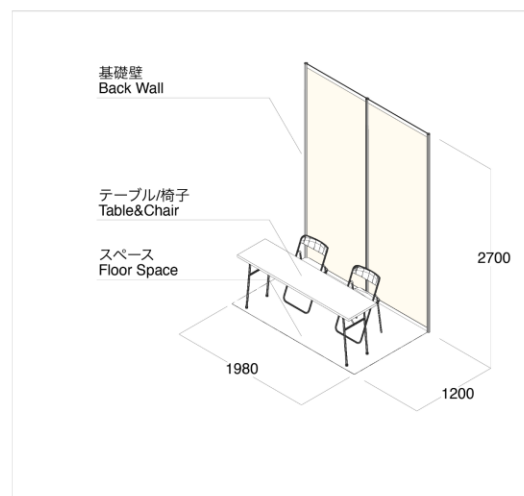 基礎壁
Back Wall
テーブル/椅子
Table&Chair
スペース
Floor Space
2700
1980
1200